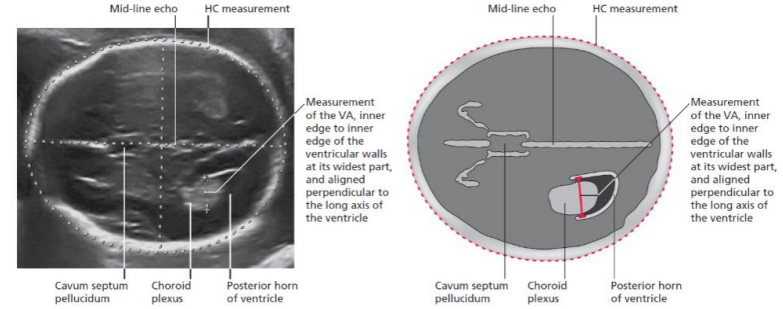 Mid-line echo
HC measurement
Measurement
of the VA, inner
edge to inner
edge of the
ventricular walls
at its widest part,
and aligned
perpendicular to
the long axis of
the ventricle
Cavum septum
pellucidum
Choroid
plexus
Posterior horn
of ventricle
Mid-line echo
HC measurement
Measurement
of the VA, inner
edge to inner
edge of the
ventricular walls
at its widest part,
and aligned
perpendicular to
the long axis of
the ventricle
Cavum septum
pellucidum
Choroid
plexus
Posterior horn
of ventricle